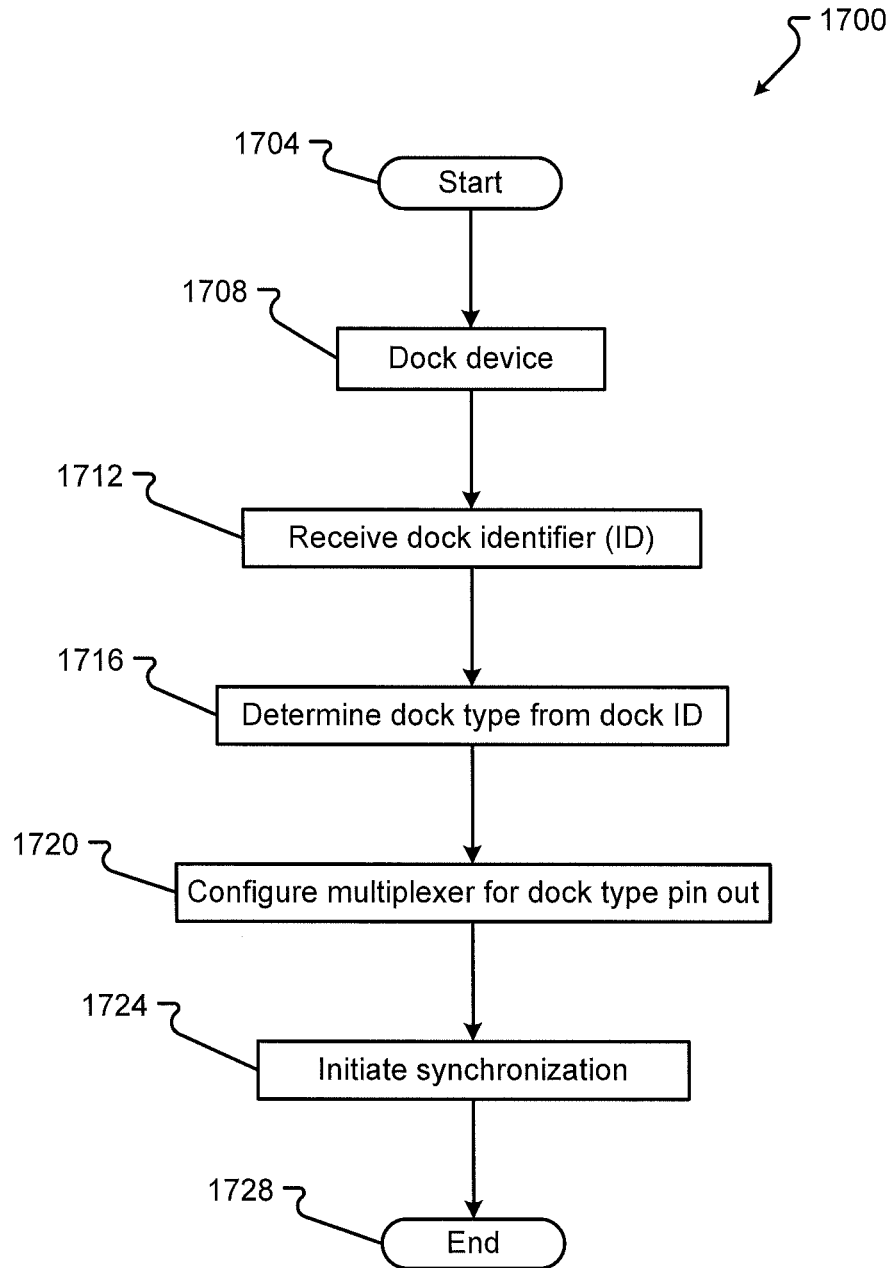 1700
1704
Start
1708
Dock device
1712
Receive dock identifier (ID)
1716
Determine dock type from dock ID
1720
Configure multiplexer for dock type pin out
1724
Initiate synchronization
1728
End